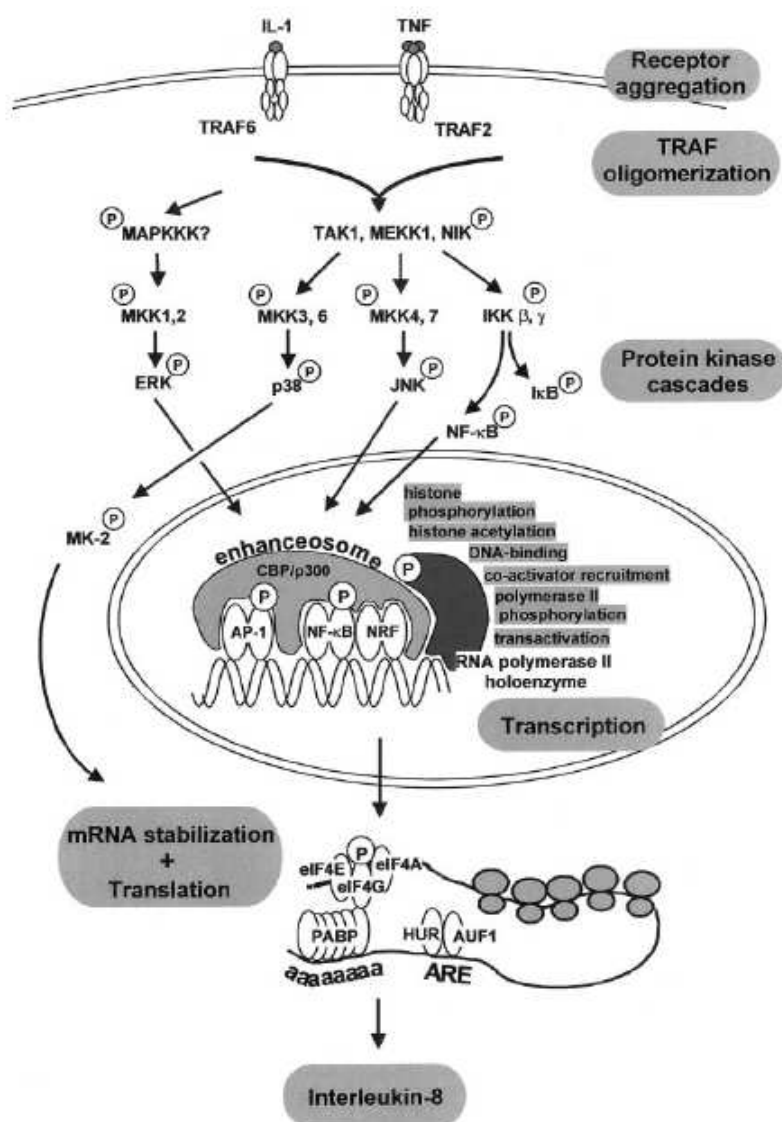 IL-1
TNF
Receptor
aggregation
TRAF6
TRAF2
TRAF
oligomerization
P
MAPKKK?
TAK1, MEKK1, NIK
P
P
MKK1,2
P
MKK3, 6
P
MKK4, 7
IKK β, γ
P
Protein kinase
cascades
ERK
P
p38
P
JNK
P
IκB
P
NF-κB
P
MK-2
P
histone
phosphorylation
histone acetylation
DNA-binding
co-activator recruitment
polymerase II
phosphorylation
transactivation
RNA polymerase II
holoenzyme
enhanceosome
CBP/p300
P
P
P
AP-1
NF-κB
NRF
Transcription
mRNA stabilization
+
Translation
P
eIF4E
eIF4A
eIF4G
PABP
HUR
AUF1
aaaaaaaa
ARE
Interleukin-8